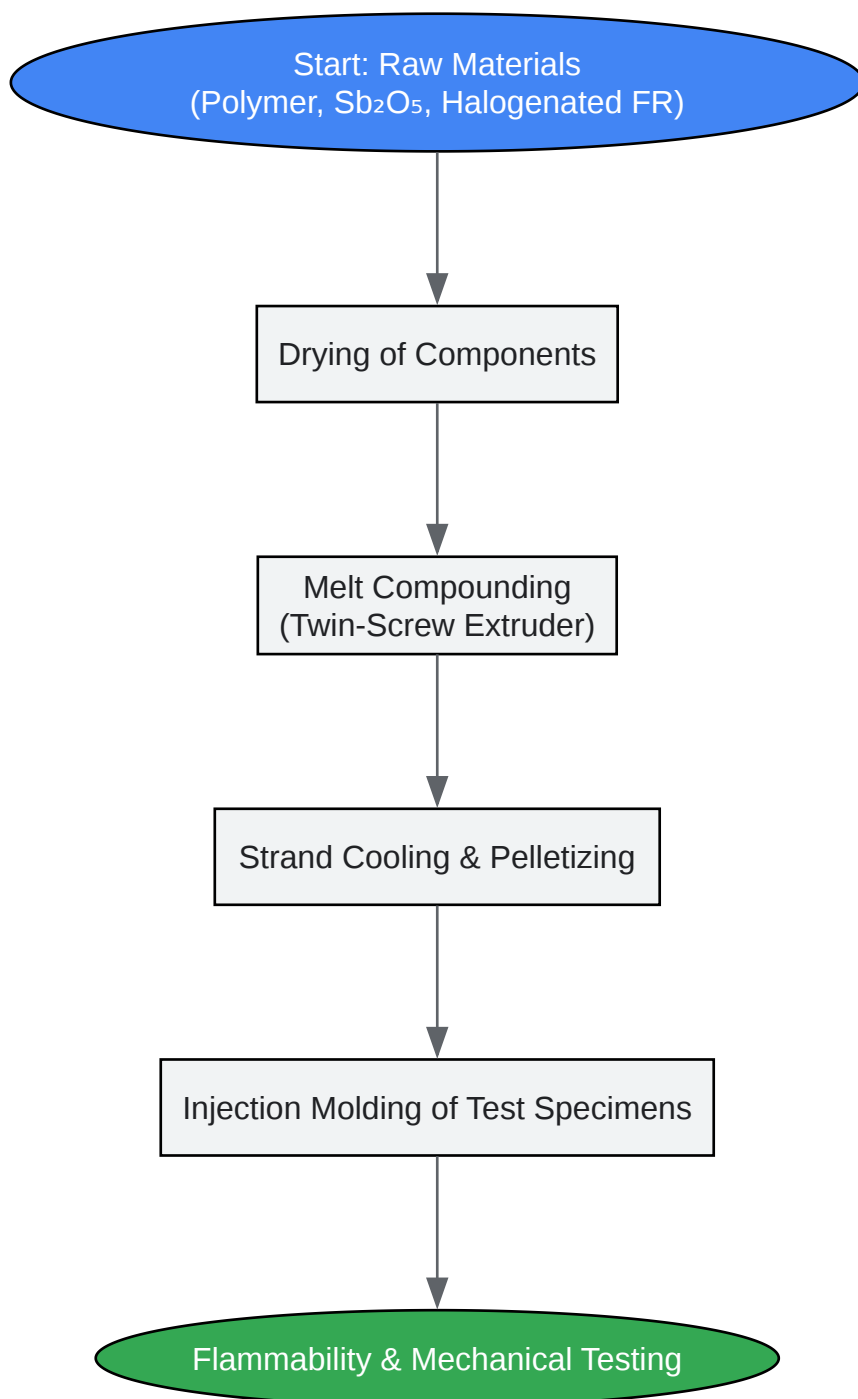 Start: Raw Materials
(Polymer, Sb₂O₅, Halogenated FR)
Drying of Components
Melt Compounding
(Twin-Screw Extruder)
Strand Cooling & Pelletizing
Injection Molding of Test Specimens
Flammability & Mechanical Testing